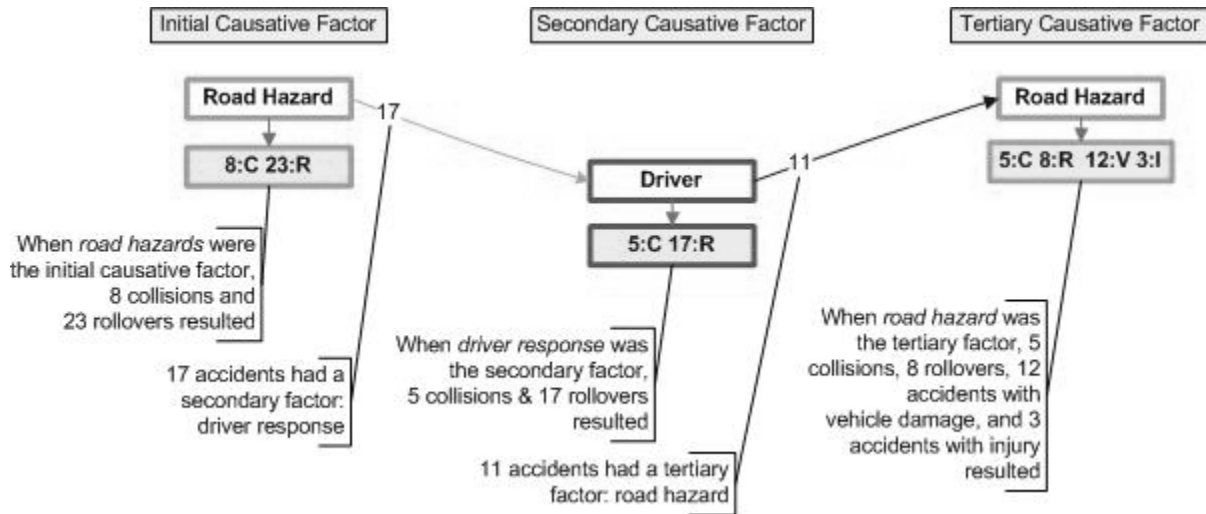 Initial Causative Factor
Secondary Causative Factor
Tertiary Causative Factor
Road Hazard
17
Road Hazard
8:C 23:R
11
5:C 8:R 12:V 3:I
Driver
5:C 17:R
When road hazards were
the initial causative factor,
8 collisions and
23 rollovers resulted
17 accidents had a
secondary factor:
driver response
When driver response was
the secondary factor,
5 collisions & 17 rollovers
resulted
11 accidents had a tertiary
factor: road hazard
When road hazard was
the tertiary factor, 5
collisions, 8 rollovers, 12
accidents with
vehicle damage, and 3
accidents with injury
resulted